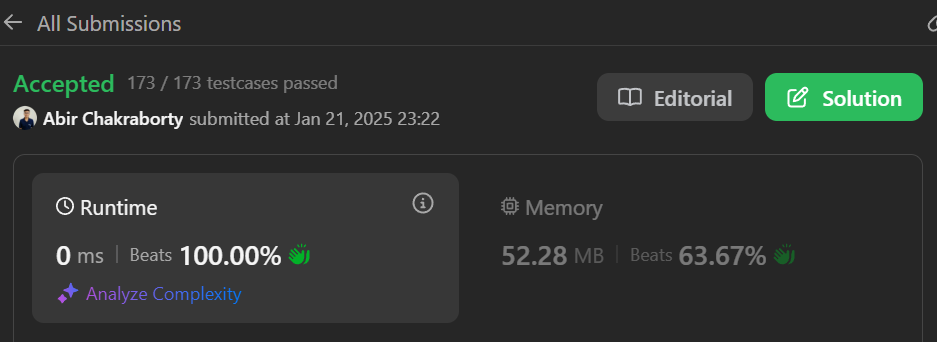 All Submissions
Accepted 173 / 173 testcases passed
Editorial
Solution
Abir Chakraborty submitted at Jan 21, 2025 23:22
Runtime
0 ms | Beats 100.00%
Analyze Complexity
Memory
52.28 MB | Beats 63.67%